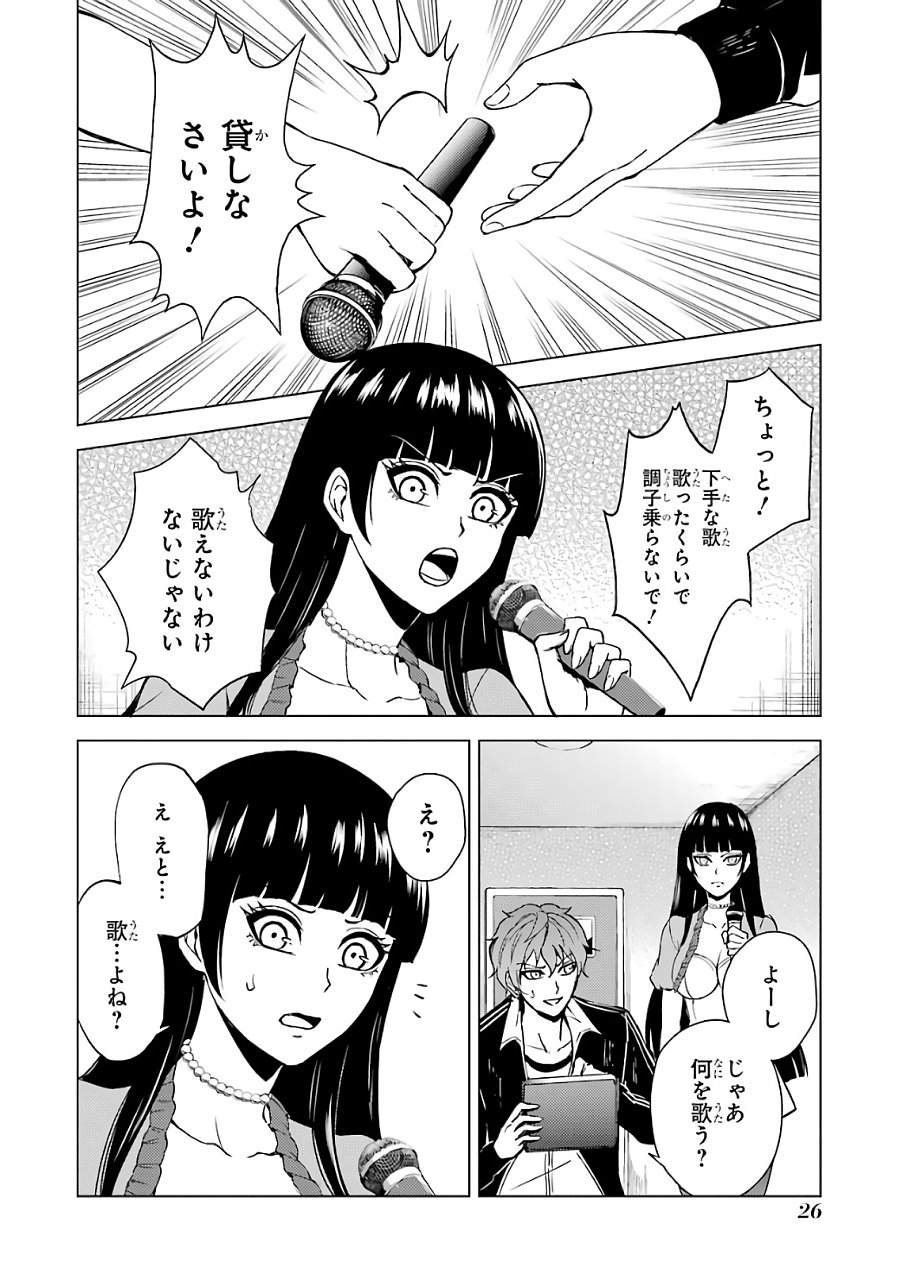 貸しな
さいよ！
ちょっと！
下手な歌
歌ったくらいで
調子乗らないで！
歌えないわけ
ないじゃない
よーし
じゃあ
何を歌う？
え？
え えと…
歌…よね？
26